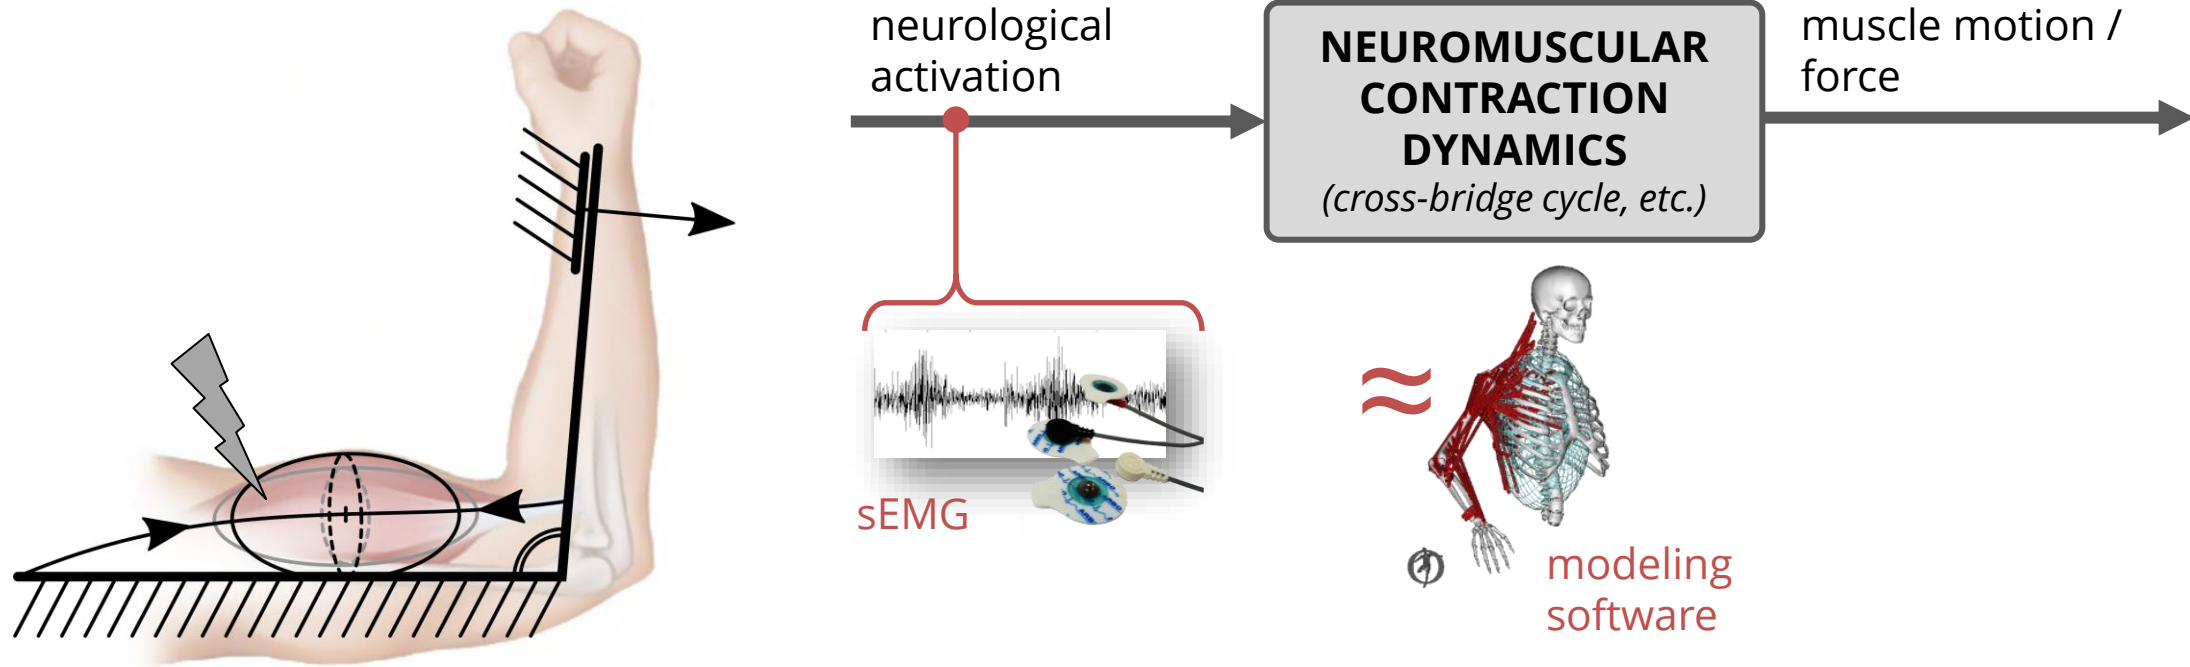 neurological
activation
NEUROMUSCULAR
CONTRACTION
DYNAMICS
(cross-bridge cycle, etc.)
muscle motion /
force
sEMG
modeling
software